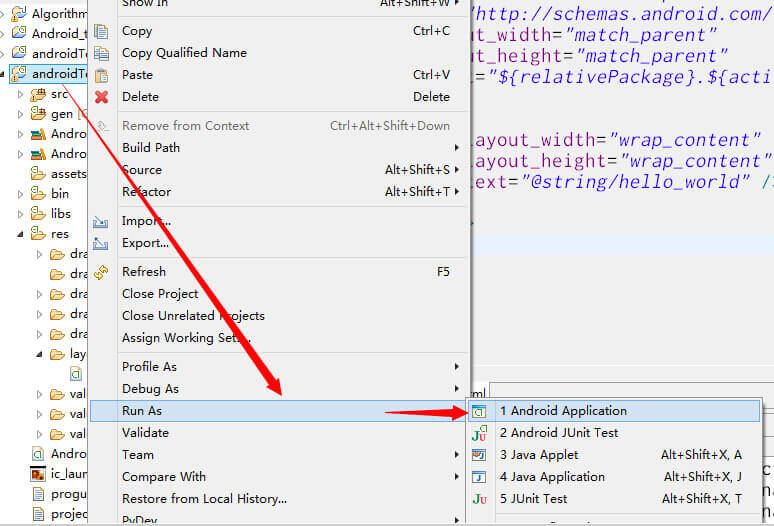 Algorithm
Android_t
androidTe
androidTe
src
gen [G
Androi
Androi
assets
bin
libs
res
dra
dra
dra
dra
dra
lay
val
val
val
Andro
ic_laun
progu
proje
Show In Alt+Shift+W
Copy Ctrl+C
Copy Qualified Name
Paste Ctrl+V
Delete Delete
Remove from Context Ctrl+Alt+Shift+Down
Build Path
Source Alt+Shift+S
Refactor Alt+Shift+T
Import...
Export...
Refresh F5
Close Project
Close Unrelated Projects
Assign Working Sets...
Profile As
Debug As
Run As
Validate
Team
Compare With
Restore from Local History...
PyDev
1 Android Application
2 Android JUnit Test
3 Java Applet Alt+Shift+X, A
4 Java Application Alt+Shift+X, J
5 JUnit Test Alt+Shift+X, T
"http://schemas.android.com/
ut_width="match_parent"
ut_height="match_parent"
="${relativePackage}.${acti
layout_width="wrap_content"
layout_height="wrap_content"
text="@string/hello_world" />
ml